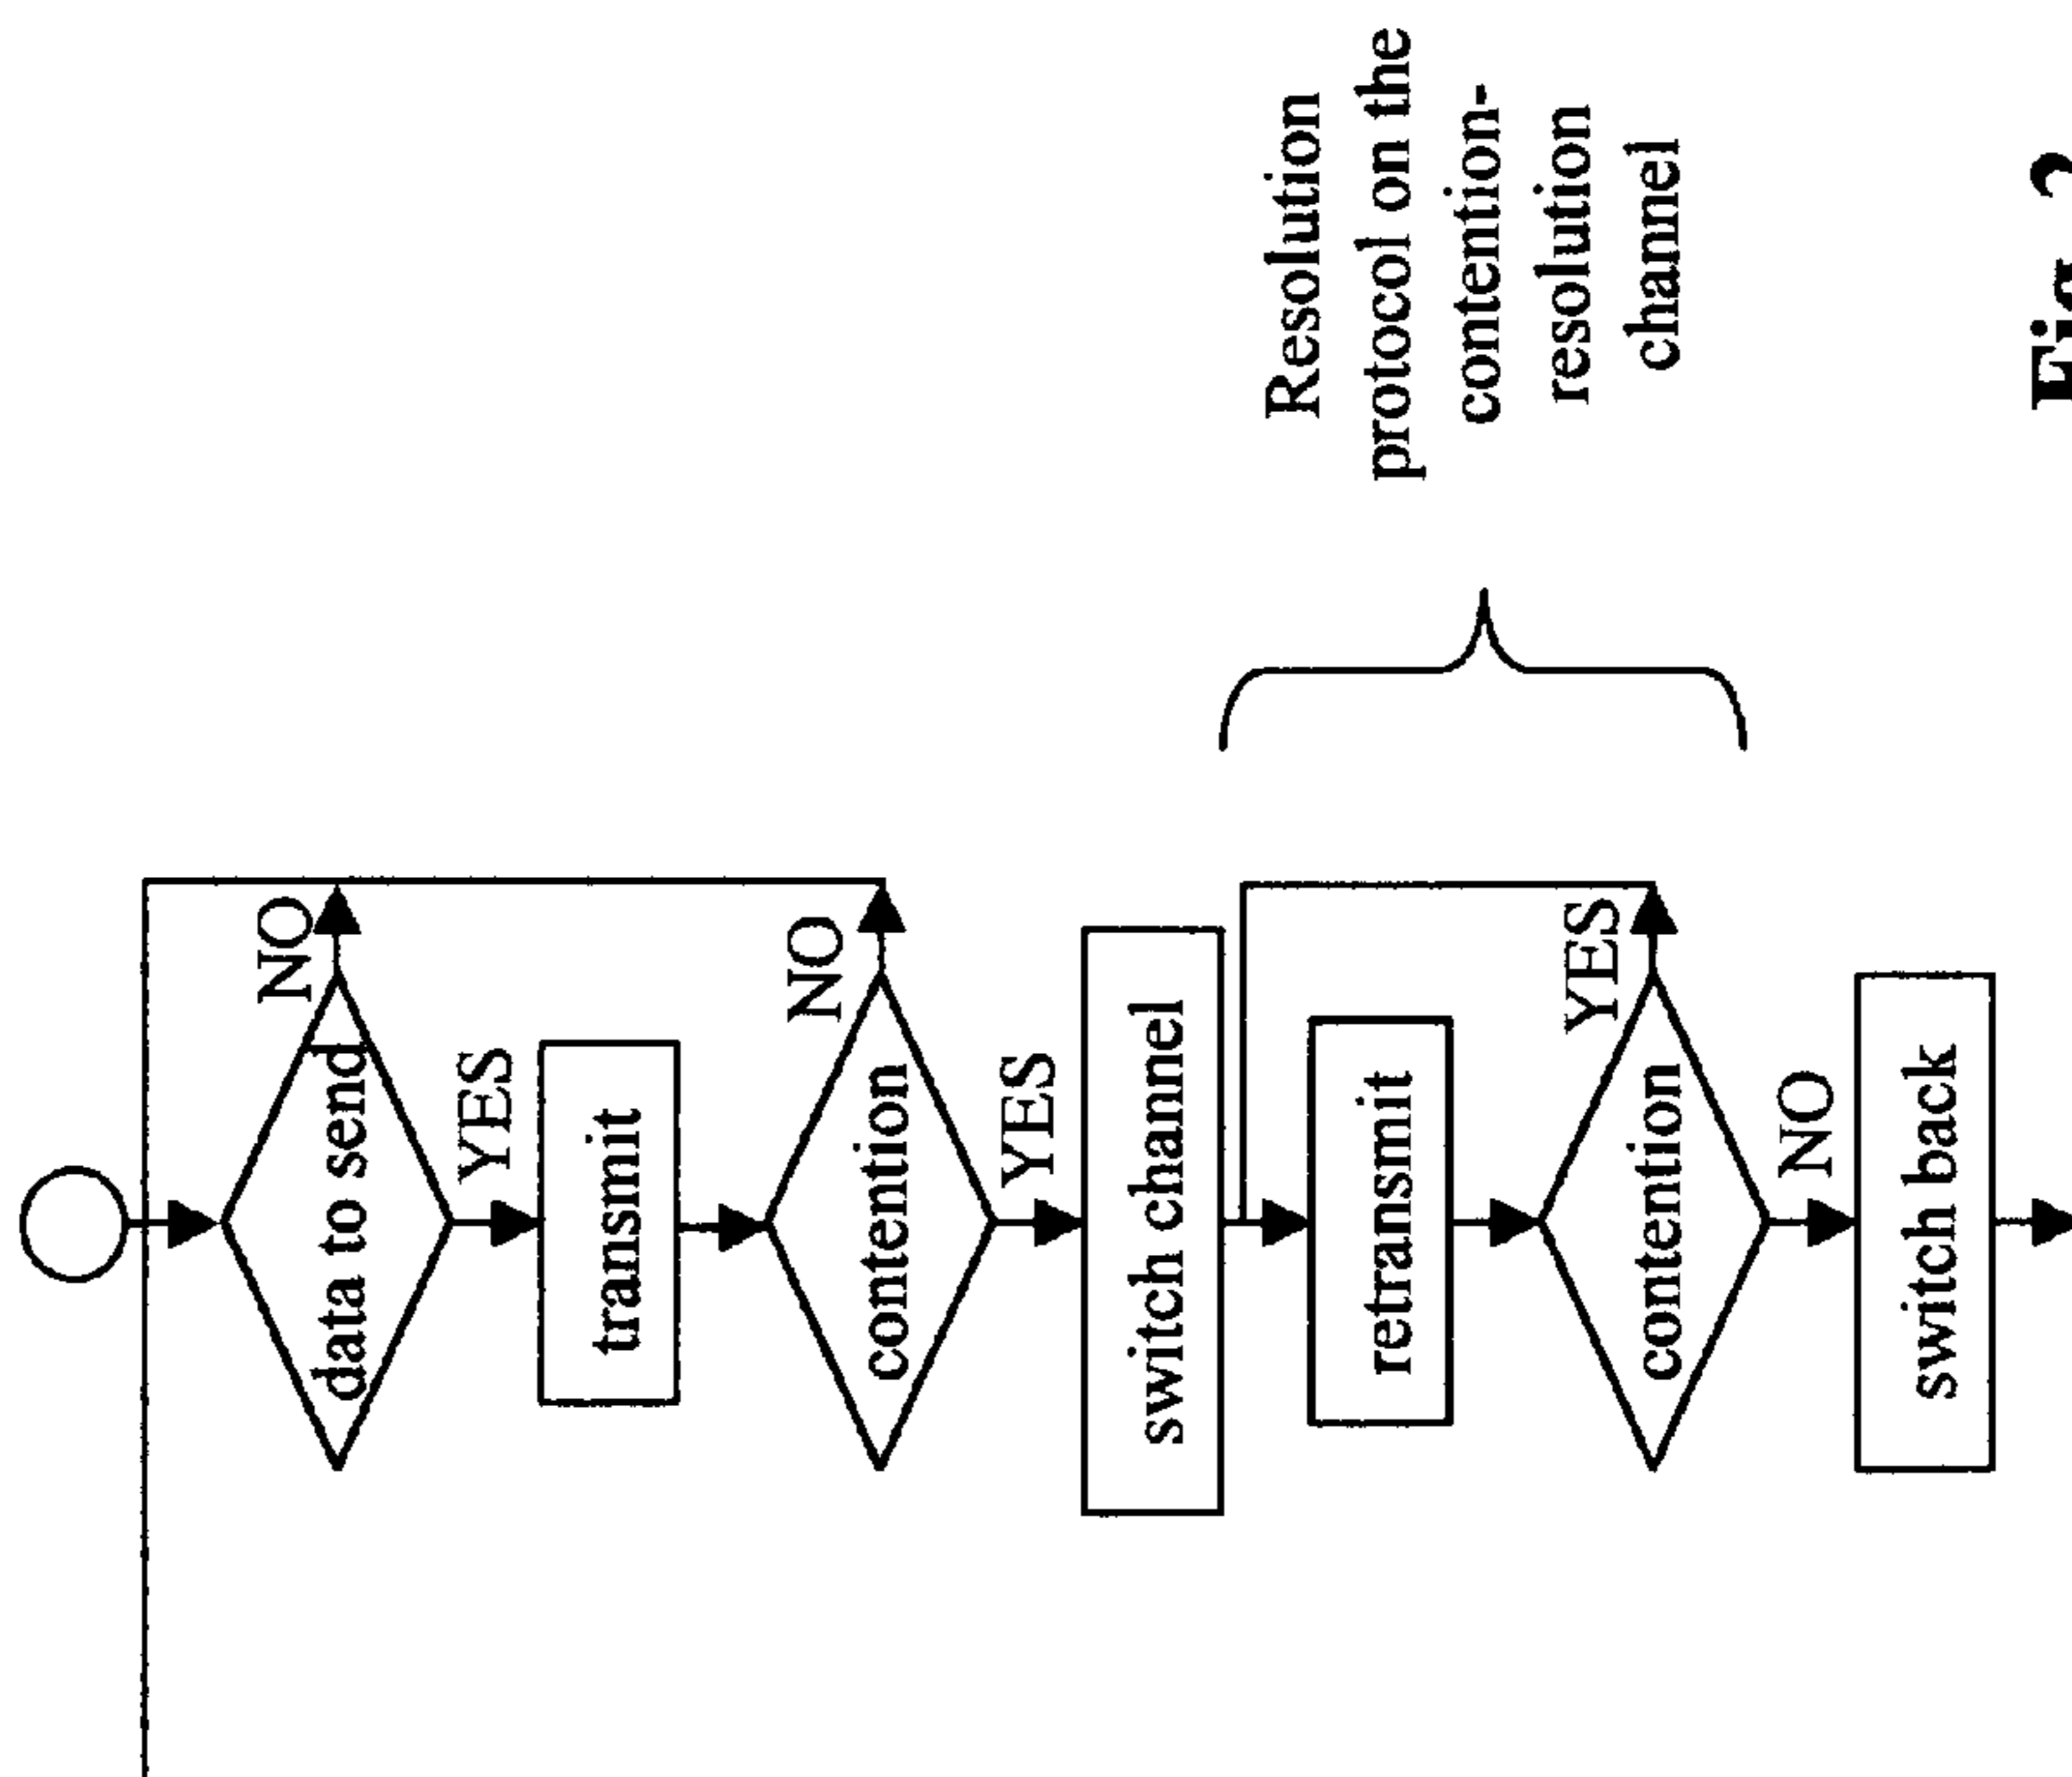 data to send
NO
YES
transmit
contention
NO
YES
switch channel
retransmit
contention
YES
NO
switch back
Resolution
protocol on the
contention-
resolution
channel
Fig